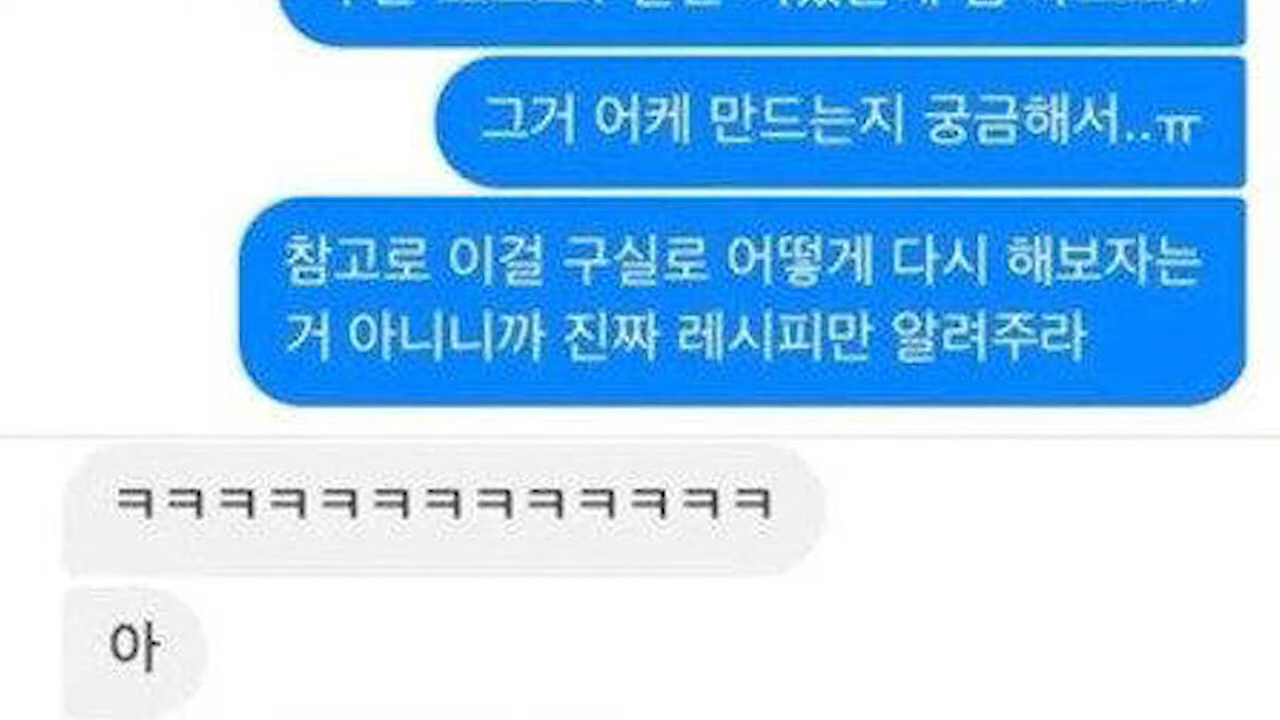 그거 어케 만드는지 궁금해서..ㅠ
참고로 이걸 구실로 어떻게 다시 해보자는
거 아니니까 진짜 레시피만 알려주라
ㅋㅋㅋㅋㅋㅋㅋㅋㅋㅋㅋㅋㅋ
아